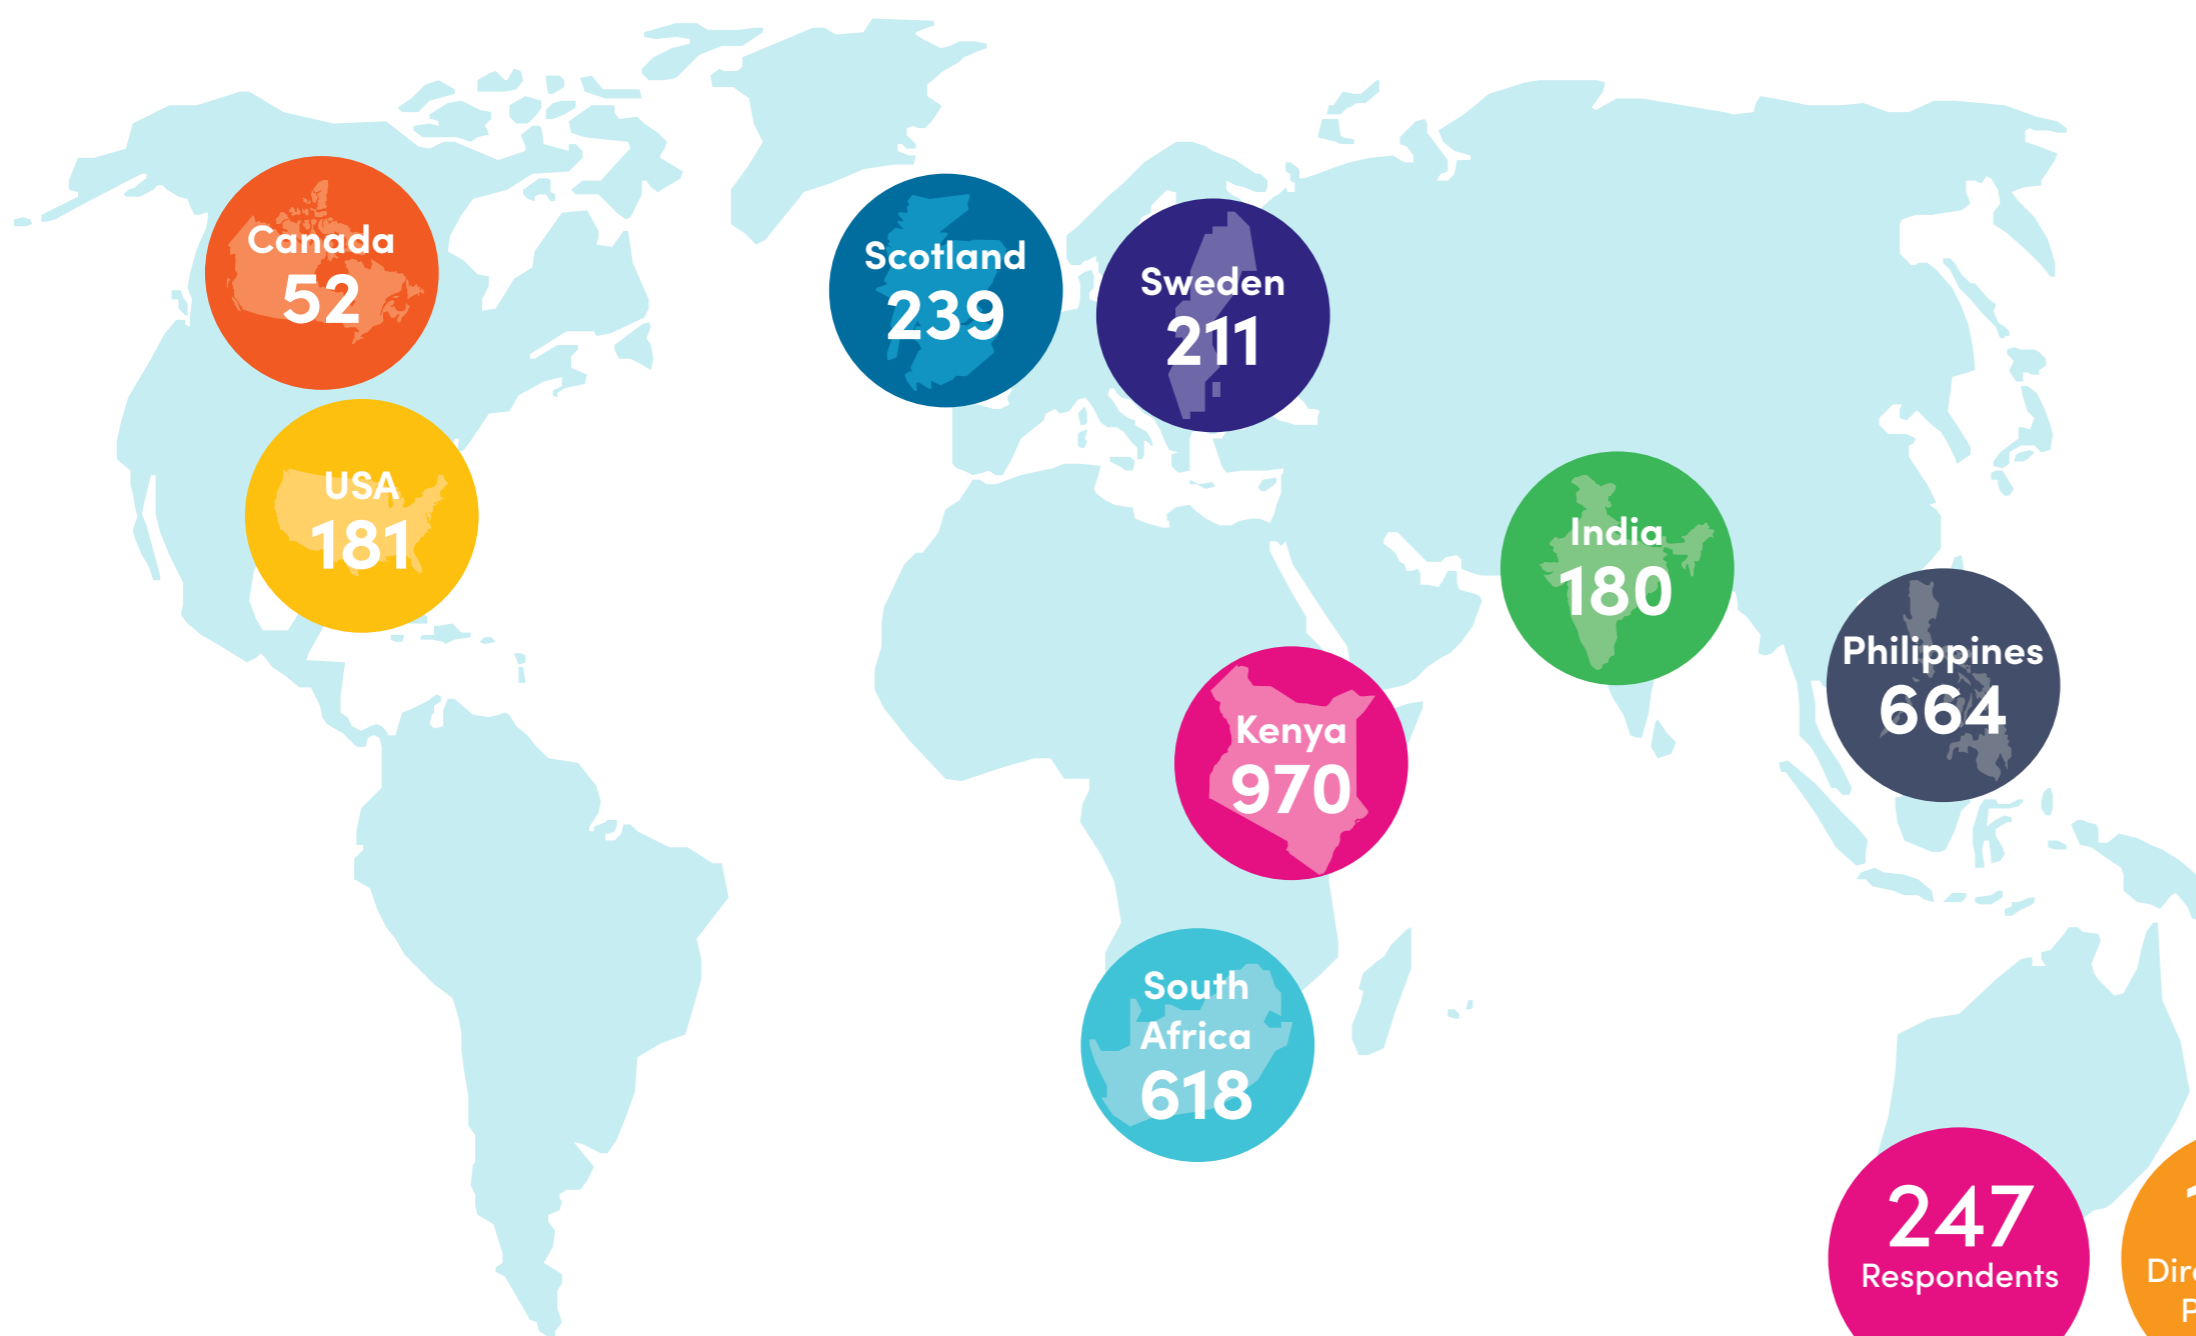 Canada
52
Scotland
239
Sweden
211
USA
181
India
180
Philippines
664
Kenya
970
South
Africa
618
247
Respondents